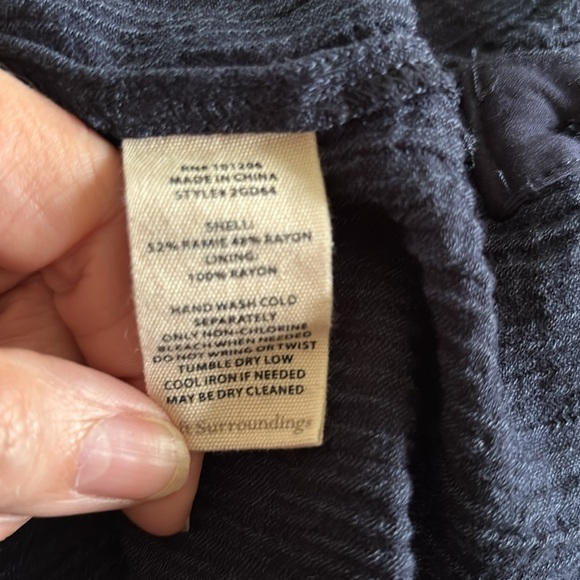 RN# 101206
MADE IN CHINA
STYLE# 2GD64
SHELL:
52% RAMIE 48% RAYON
LINING:
100% RAYON
HAND WASH COLD
SEPARATELY
ONLY NON-CHLORINE
BLEACH WHEN NEEDED
DO NOT WRING OR TWIST
TUMBLE DRY LOW
COOL IRON IF NEEDED
MAY BE DRY CLEANED
Surroundings